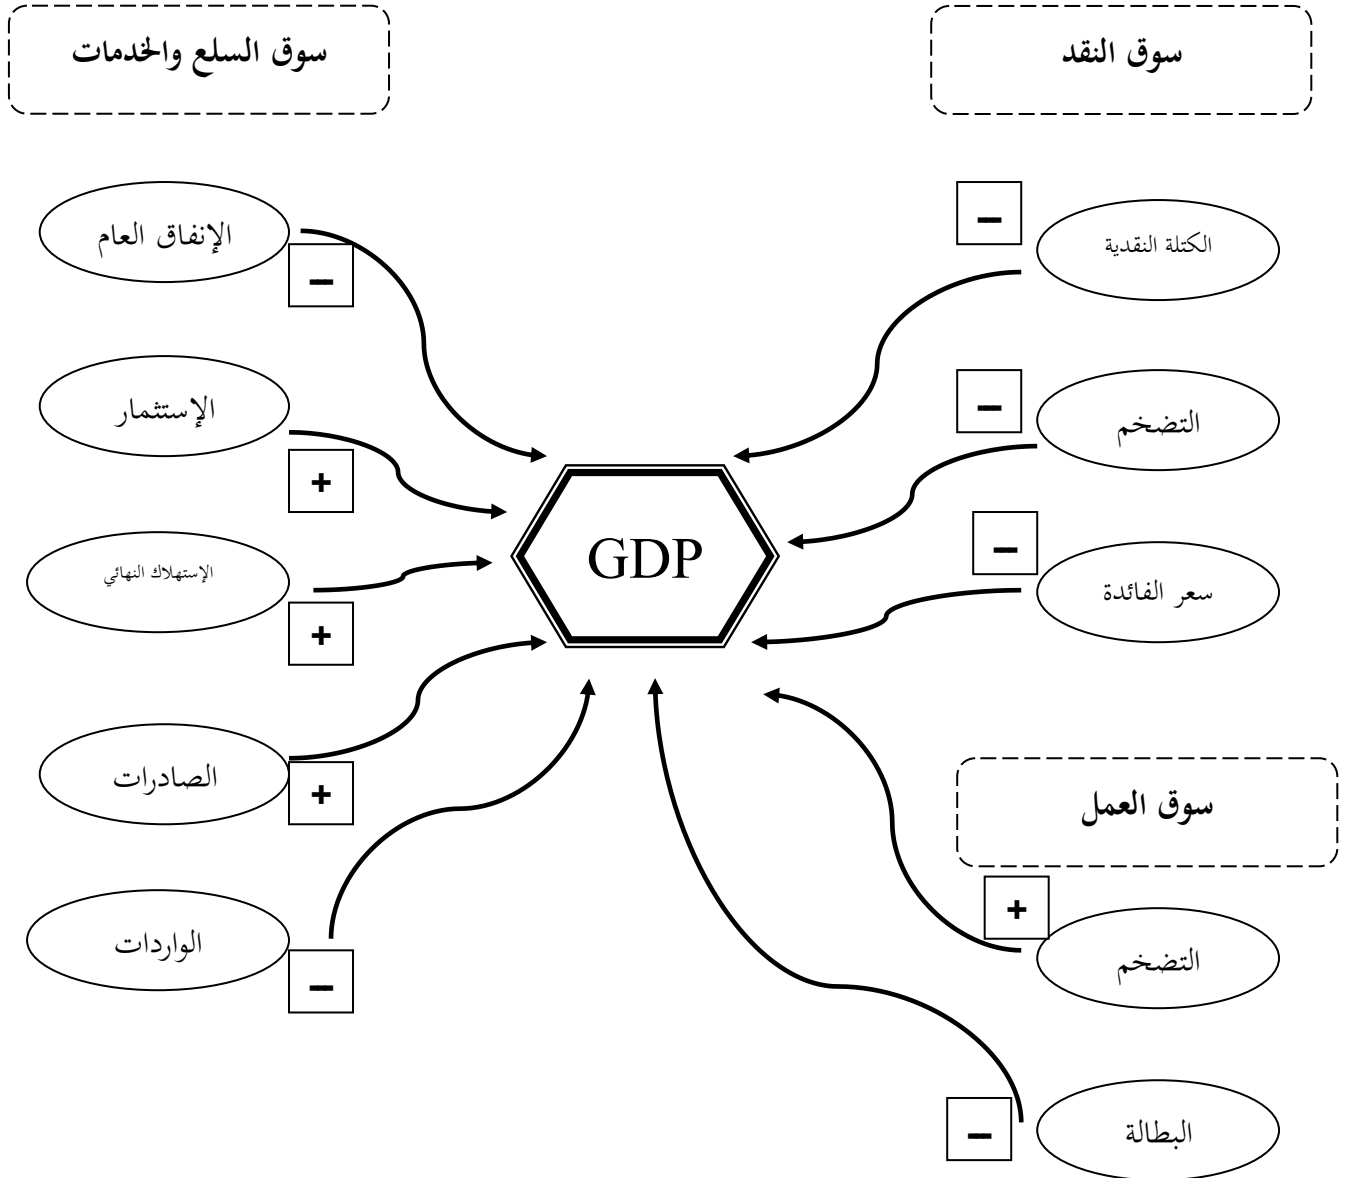 سوق النقد
سوق السلع والخدمات
الكتلة النقدية
–
الإنفاق العام
–
التضخم
–
الإستثمار
+
سعر الفائدة
–
GDP
الإستهلاك النهائي
+
الصادرات
+
سوق العمل
التضخم
+
الواردات
–
البطالة
–